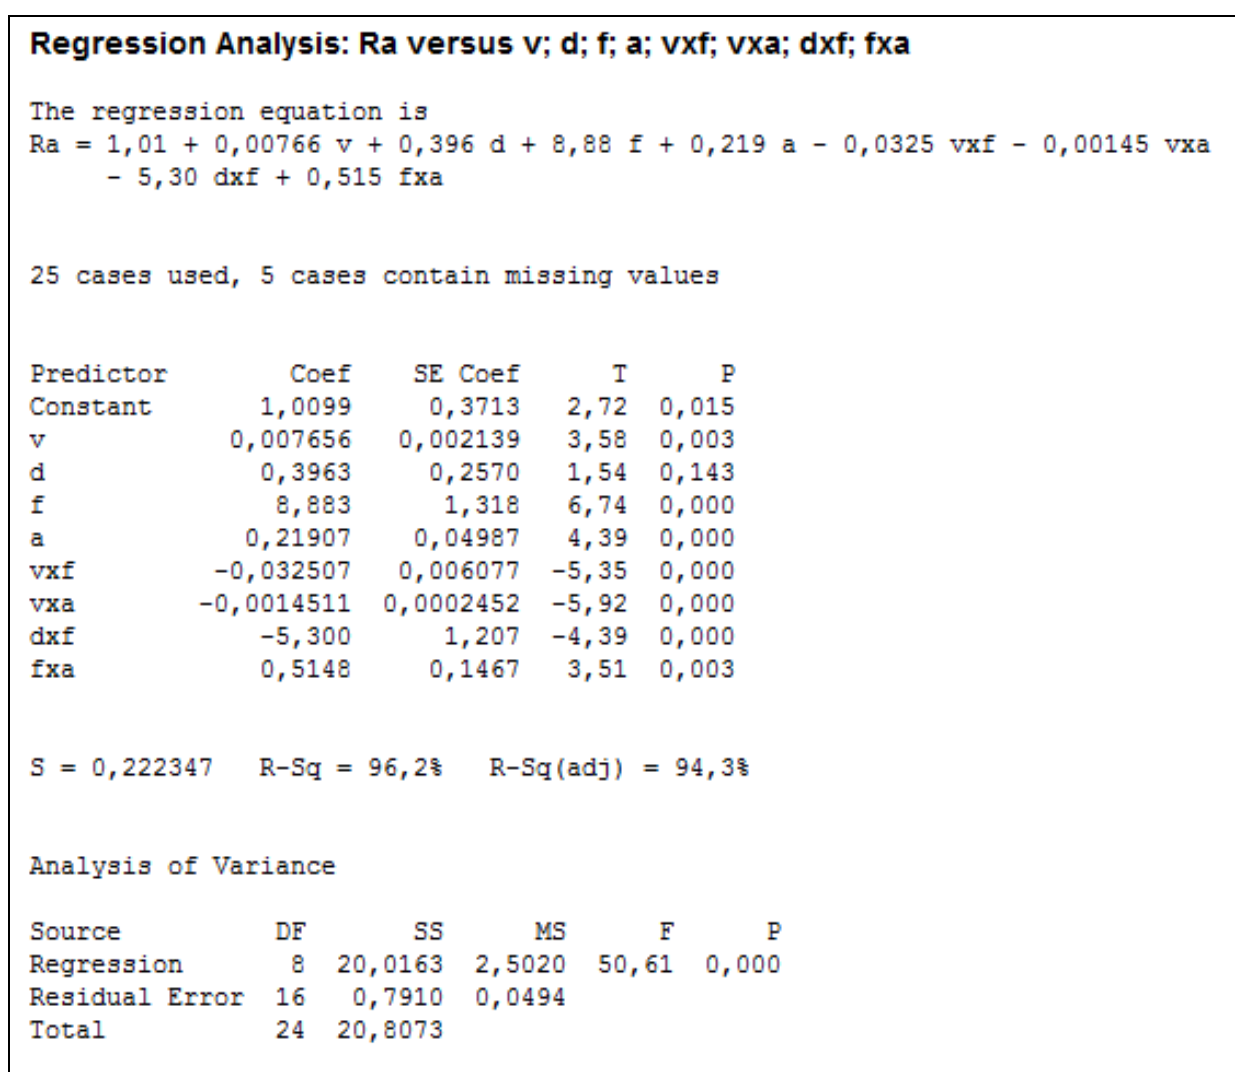 Regression Analysis: Ra versus v; d; f; a; vxf; vxa; dxf; fxa
The regression equation is
Ra = 1,01 + 0,00766 v + 0,396 d + 8,88 f + 0,219 a - 0,0325 vxf - 0,00145 vxa
- 5,30 dxf + 0,515 fxa
25 cases used, 5 cases contain missing values
Predictor Coef SE Coef T P
Constant 1,0099 0,3713 2,72 0,015
v 0,007656 0,002139 3,58 0,003
d 0,3963 0,2570 1,54 0,143
f 8,883 1,318 6,74 0,000
a 0,21907 0,04987 4,39 0,000
vxf -0,032507 0,006077 -5,35 0,000
vxa -0,0014511 0,0002452 -5,92 0,000
dxf -5,300 1,207 -4,39 0,000
fxa 0,5148 0,1467 3,51 0,003
S = 0,222347 R-Sq = 96,2% R-Sq(adj) = 94,3%
Analysis of Variance
Source DF SS MS F P
Regression 8 20,0163 2,5020 50,61 0,000
Residual Error 16 0,7910 0,0494
Total 24 20,8073